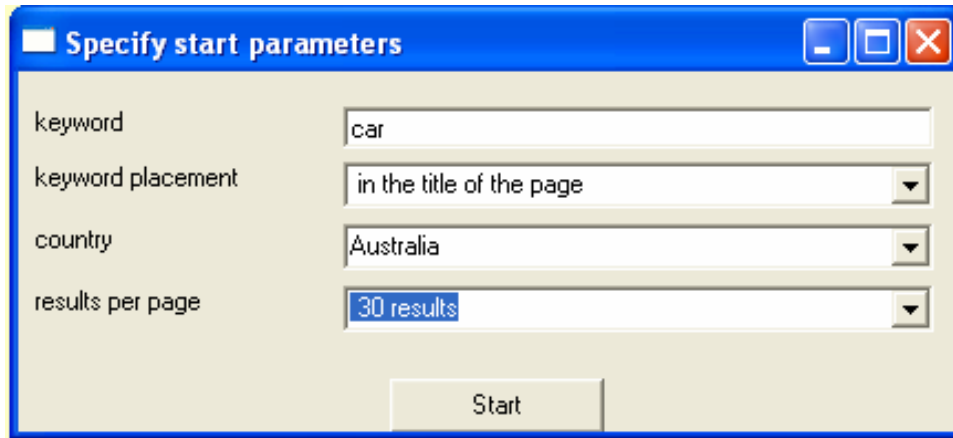 Specify start parameters
keyword car
keyword placement in the title of the page
country Australia
results per page 30 results
Start